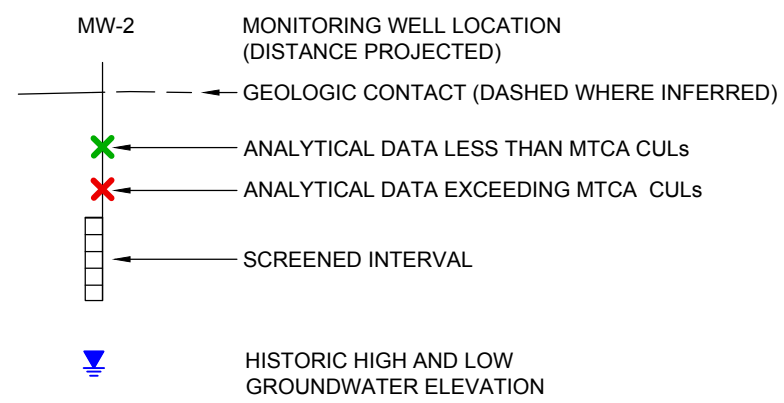 MW-2 MONITORING WELL LOCATION
(DISTANCE PROJECTED)
GEOLOGIC CONTACT (DASHED WHERE INFERRED)
ANALYTICAL DATA LESS THAN MTCA CULs
ANALYTICAL DATA EXCEEDING MTCA CULs
SCREENED INTERVAL
HISTORIC HIGH AND LOW
GROUNDWATER ELEVATION